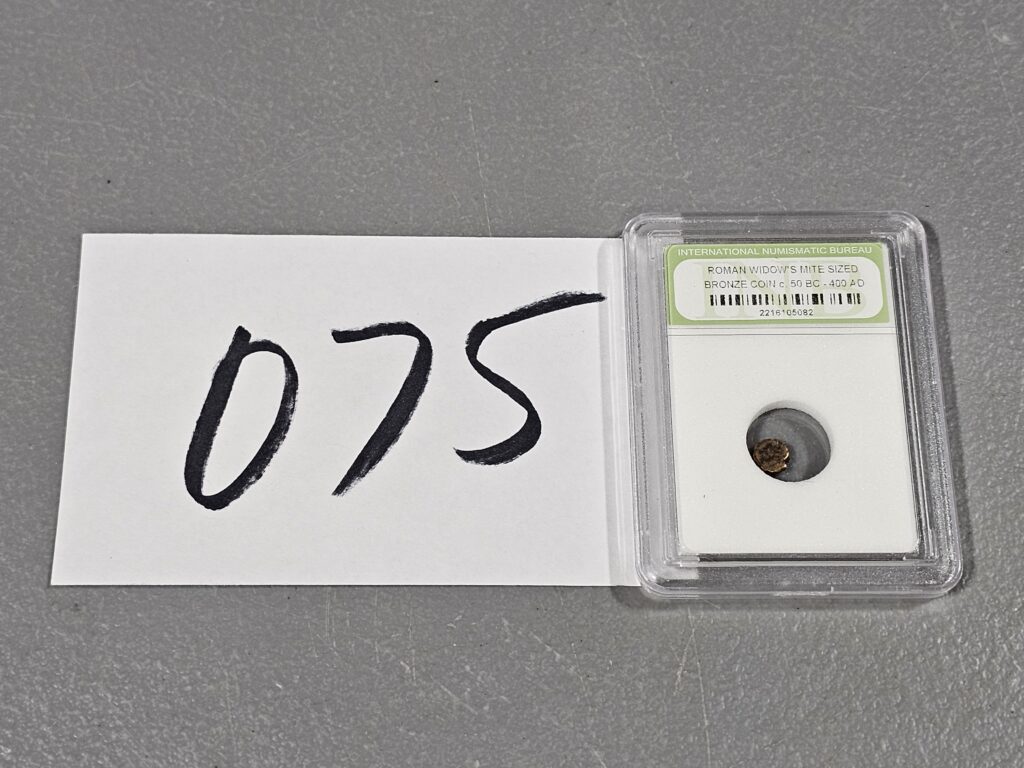 075
INTERNATIONAL NUMISMATIC BUREAU
ROMAN WIDOW'S MITE SIZED
BRONZE COIN c. 50 BC - 400 AD
2216105082